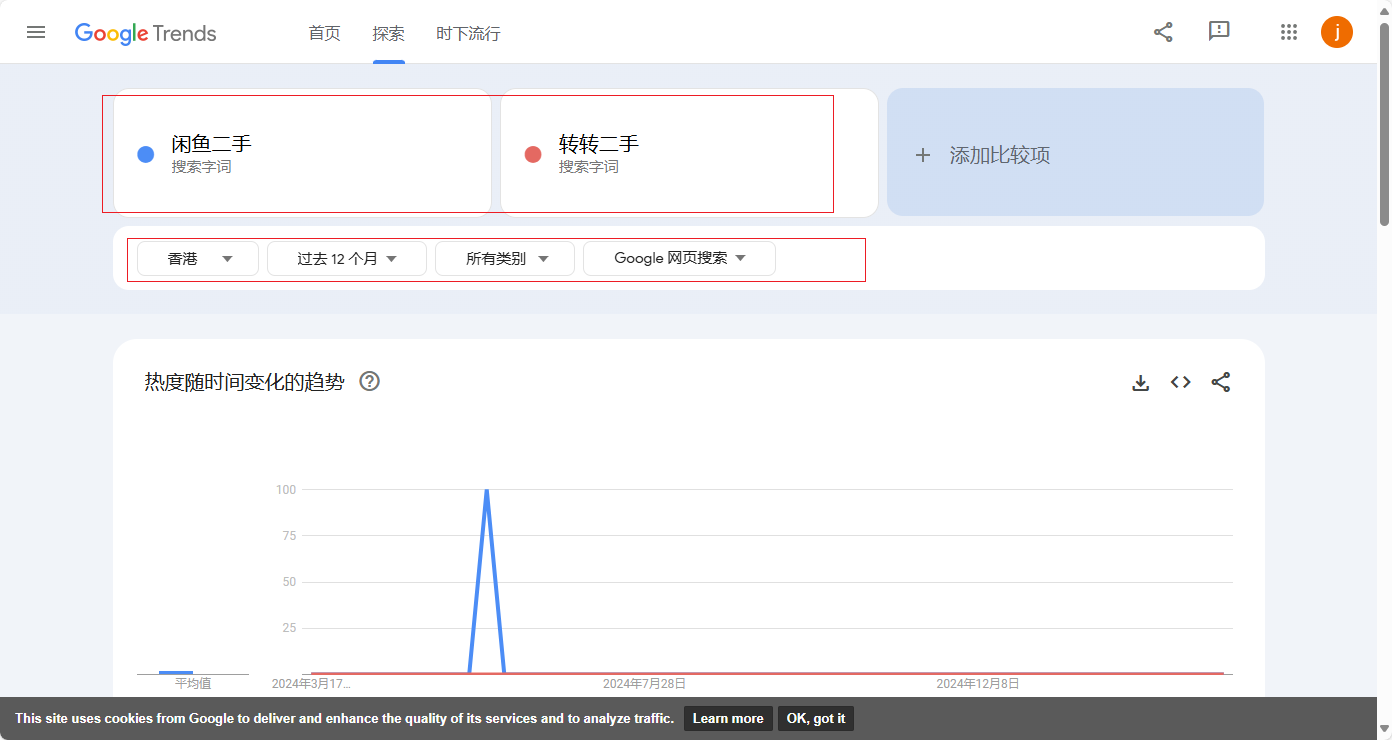 Google Trends 首页 探索 时下流行 j
闲鱼二手
搜索字词
转转二手
搜索字词
+ 添加比较项
香港 过去 12 个月 所有类别 Google 网页搜索
热度随时间变化的趋势
100
75
50
25
平均值 2024年3月17... 2024年7月28日 2024年12月8日
This site uses cookies from Google to deliver and enhance the quality of its services and to analyze traffic. Learn more OK, got it